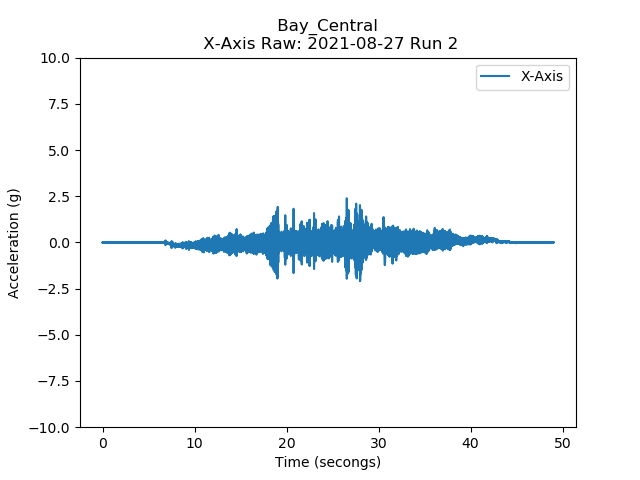 Bay_Central
X-Axis Raw: 2021-08-27 Run 2
X-Axis
10.0
7.5
5.0
2.5
0.0
−2.5
−5.0
−7.5
−10.0
Acceleration (g)
0 10 20 30 40 50
Time (secongs)